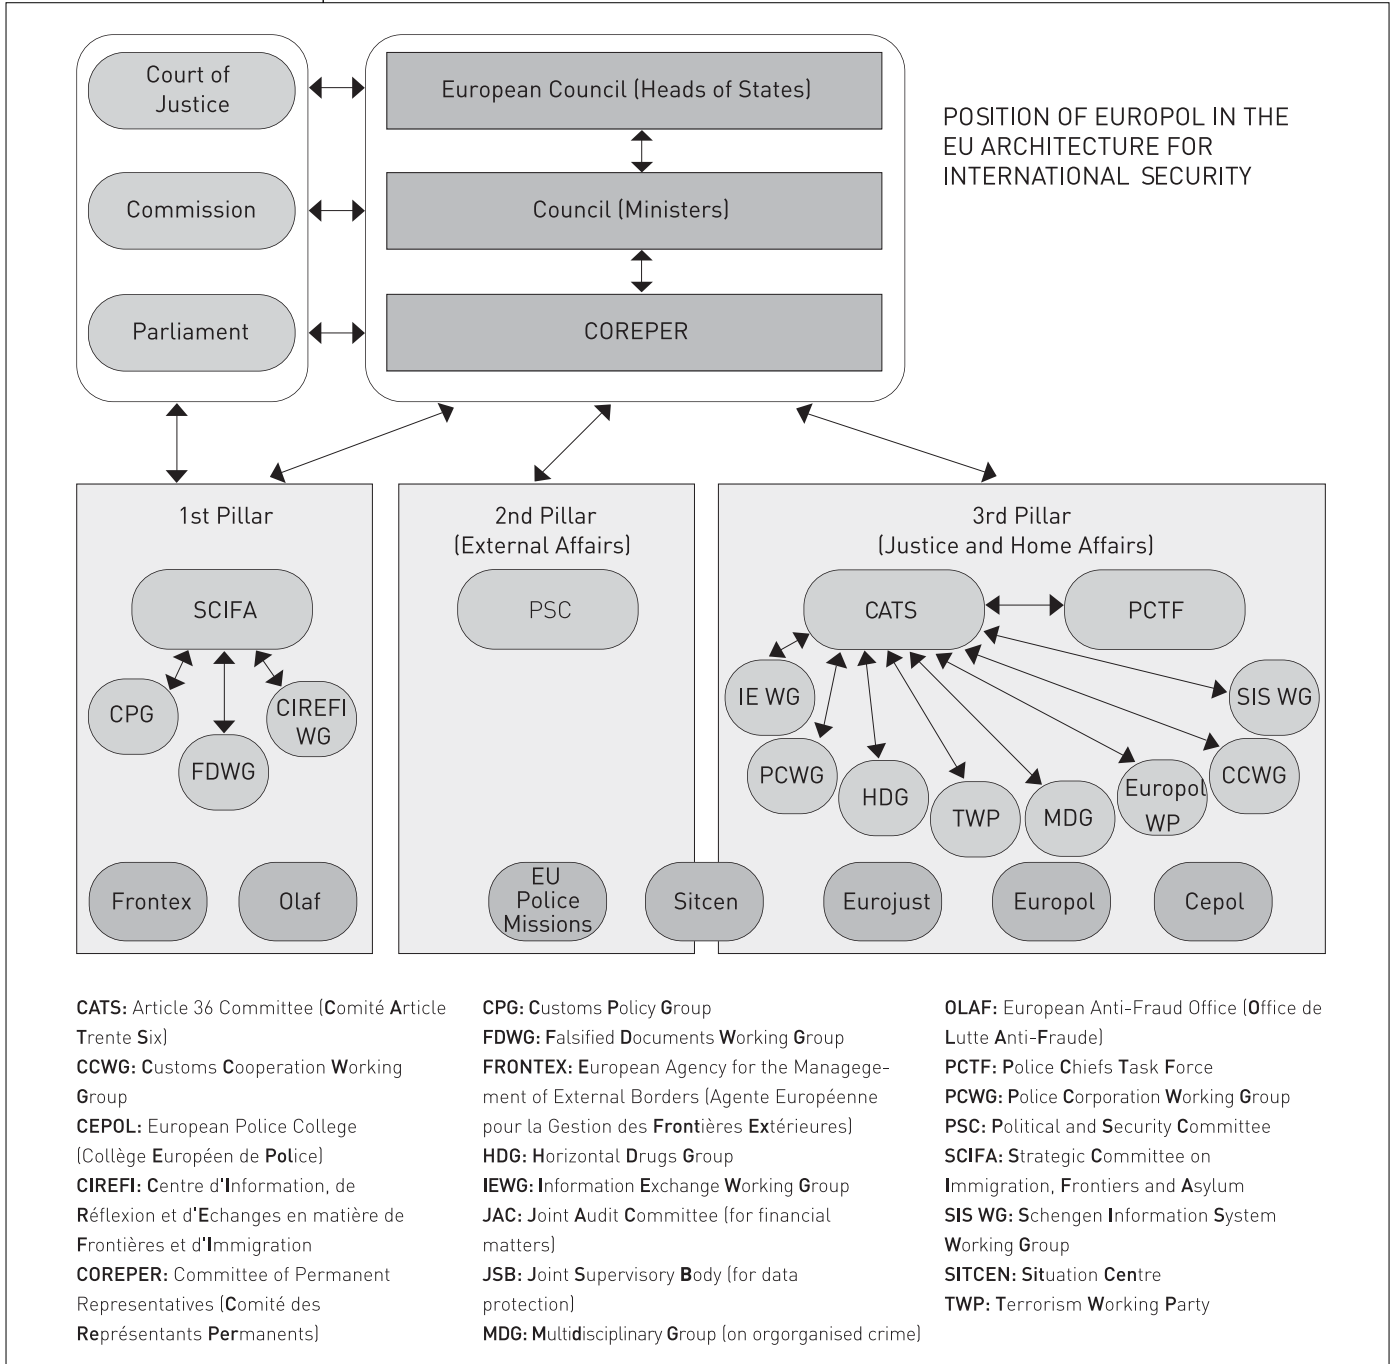 Court of
Justice
European Council (Heads of States)
POSITION OF EUROPOL IN THE
EU ARCHITECTURE FOR
INTERNATIONAL SECURITY
Commission
Council (Ministers)
Parliament
COREPER
1st Pillar
2nd Pillar
(External Affairs)
3rd Pillar
(Justice and Home Affairs)
SCIFA
PSC
CATS
PCTF
CPG
CIREFI
WG
FDWG
IE WG
SIS WG
PCWG
HDG
TWP
MDG
Europol
WP
CCWG
Frontex
Olaf
EU
Police
Missions
Sitcen
Eurojust
Europol
Cepol
CATS: Article 36 Committee (Comité Article
Trente Six)
CCWG: Customs Cooperation Working
Group
CEPOL: European Police College
(Collège Européen de Police)
CIREFI: Centre d'Information, de
Réflexion et d'Echanges en matière de
Frontières et d'Immigration
COREPER: Committee of Permanent
Representatives (Comité des
Représentants Permanents)
CPG: Customs Policy Group
FDWG: Falsified Documents Working Group
FRONTEX: European Agency for the Managege-
ment of External Borders (Agente Européenne
pour la Gestion des Frontières Extérieures)
HDG: Horizontal Drugs Group
IEWG: Information Exchange Working Group
JAC: Joint Audit Committee (for financial
matters)
JSB: Joint Supervisory Body (for data
protection)
MDG: Multidisciplinary Group (on orgorganised crime)
OLAF: European Anti-Fraud Office (Office de
Lutte Anti-Fraude)
PCTF: Police Chiefs Task Force
PCWG: Police Corporation Working Group
PSC: Political and Security Committee
SCIFA: Strategic Committee on
Immigration, Frontiers and Asylum
SIS WG: Schengen Information System
Working Group
SITCEN: Situation Centre
TWP: Terrorism Working Party